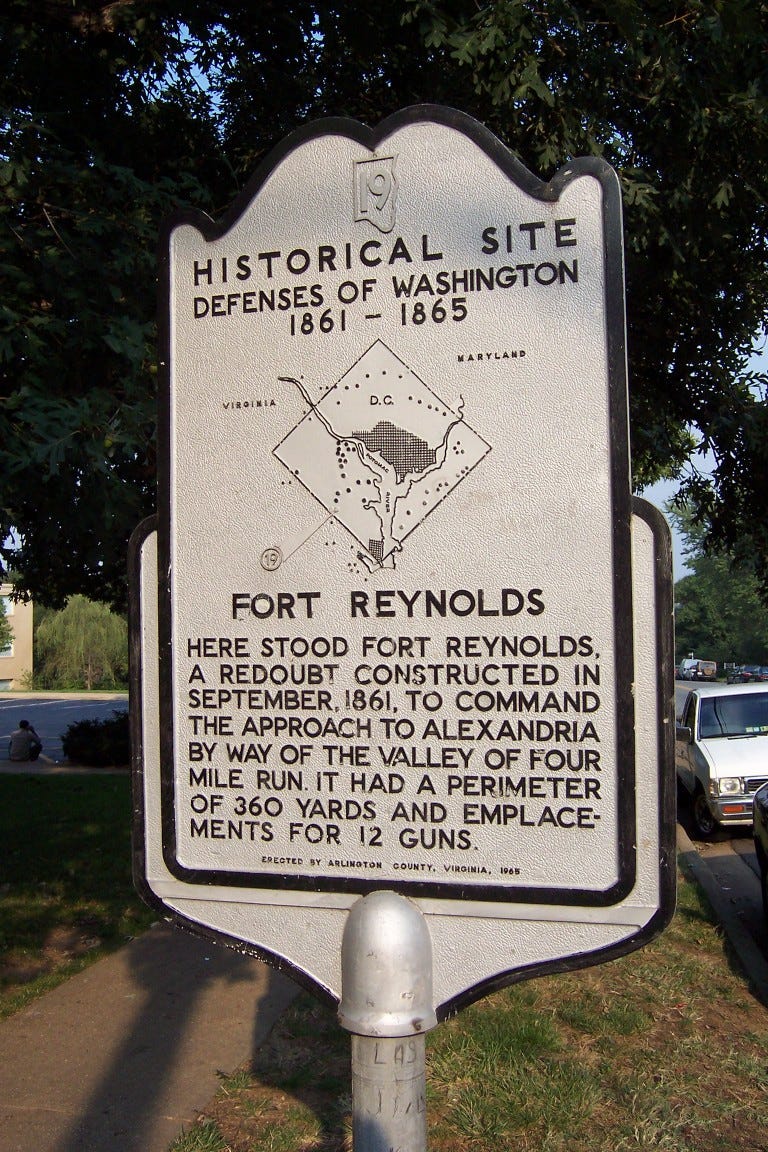 19
HISTORICAL SITE
DEFENSES OF WASHINGTON
1861 - 1865
MARYLAND
VIRGINIA
D.C.
POTOMAC
RIVER
19
FORT REYNOLDS
HERE STOOD FORT REYNOLDS,
A REDOUBT CONSTRUCTED IN
SEPTEMBER, 1861, TO COMMAND
THE APPROACH TO ALEXANDRIA
BY WAY OF THE VALLEY OF FOUR
MILE RUN. IT HAD A PERIMETER
OF 360 YARDS AND EMPLACE-
MENTS FOR 12 GUNS.
ERECTED BY ARLINGTON COUNTY, VIRGINIA, 1965